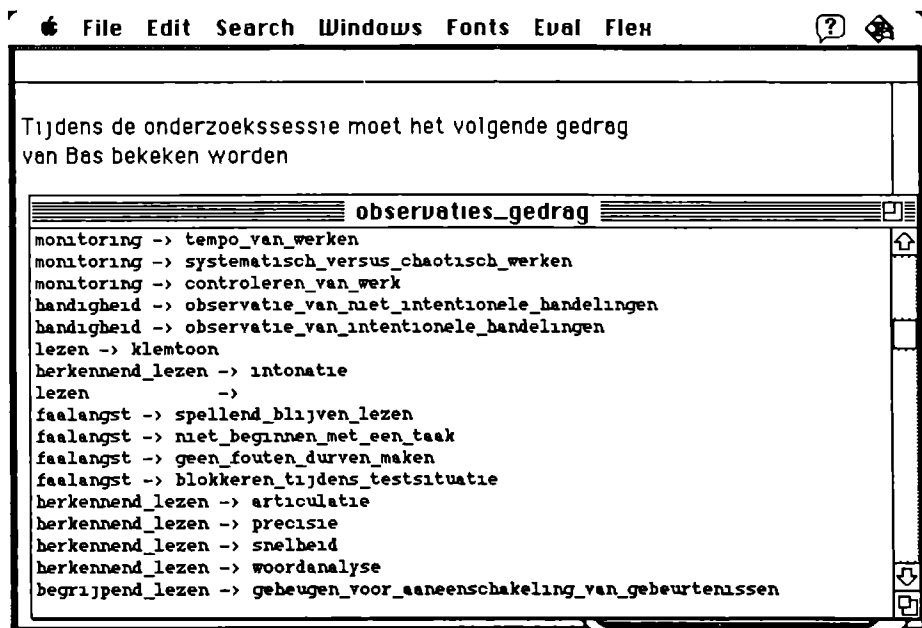 File Edit Search Windows Fonts Eval Flex ?
Tijdens de onderzoekssessie moet het volgende gedrag
van Bas bekeken worden
observaties_gedrag
monitoring -> tempo_van_werken
monitoring -> systematisch_versus_chaotisch_werken
monitoring -> controleren_van_werk
handigheid -> observatie_van_niet_intentionele_handelingen
handigheid -> observatie_van_intentionele_handelingen
lezen -> klemtoon
herkennend_lezen -> intonatie
lezen ->
faalangst -> spellend_blijven_lezen
faalangst -> niet_beginnen_met_een_taak
faalangst -> geen_fouten_durven_maken
faalangst -> blokkeren_tijdens_testsituatie
herkennend_lezen -> articulatie
herkennend_lezen -> precisie
herkennend_lezen -> snelheid
herkennend_lezen -> woordanalyse
begrijpend_lezen -> geheugen_voor_aaneenschakeling_van_gebeurtenissen